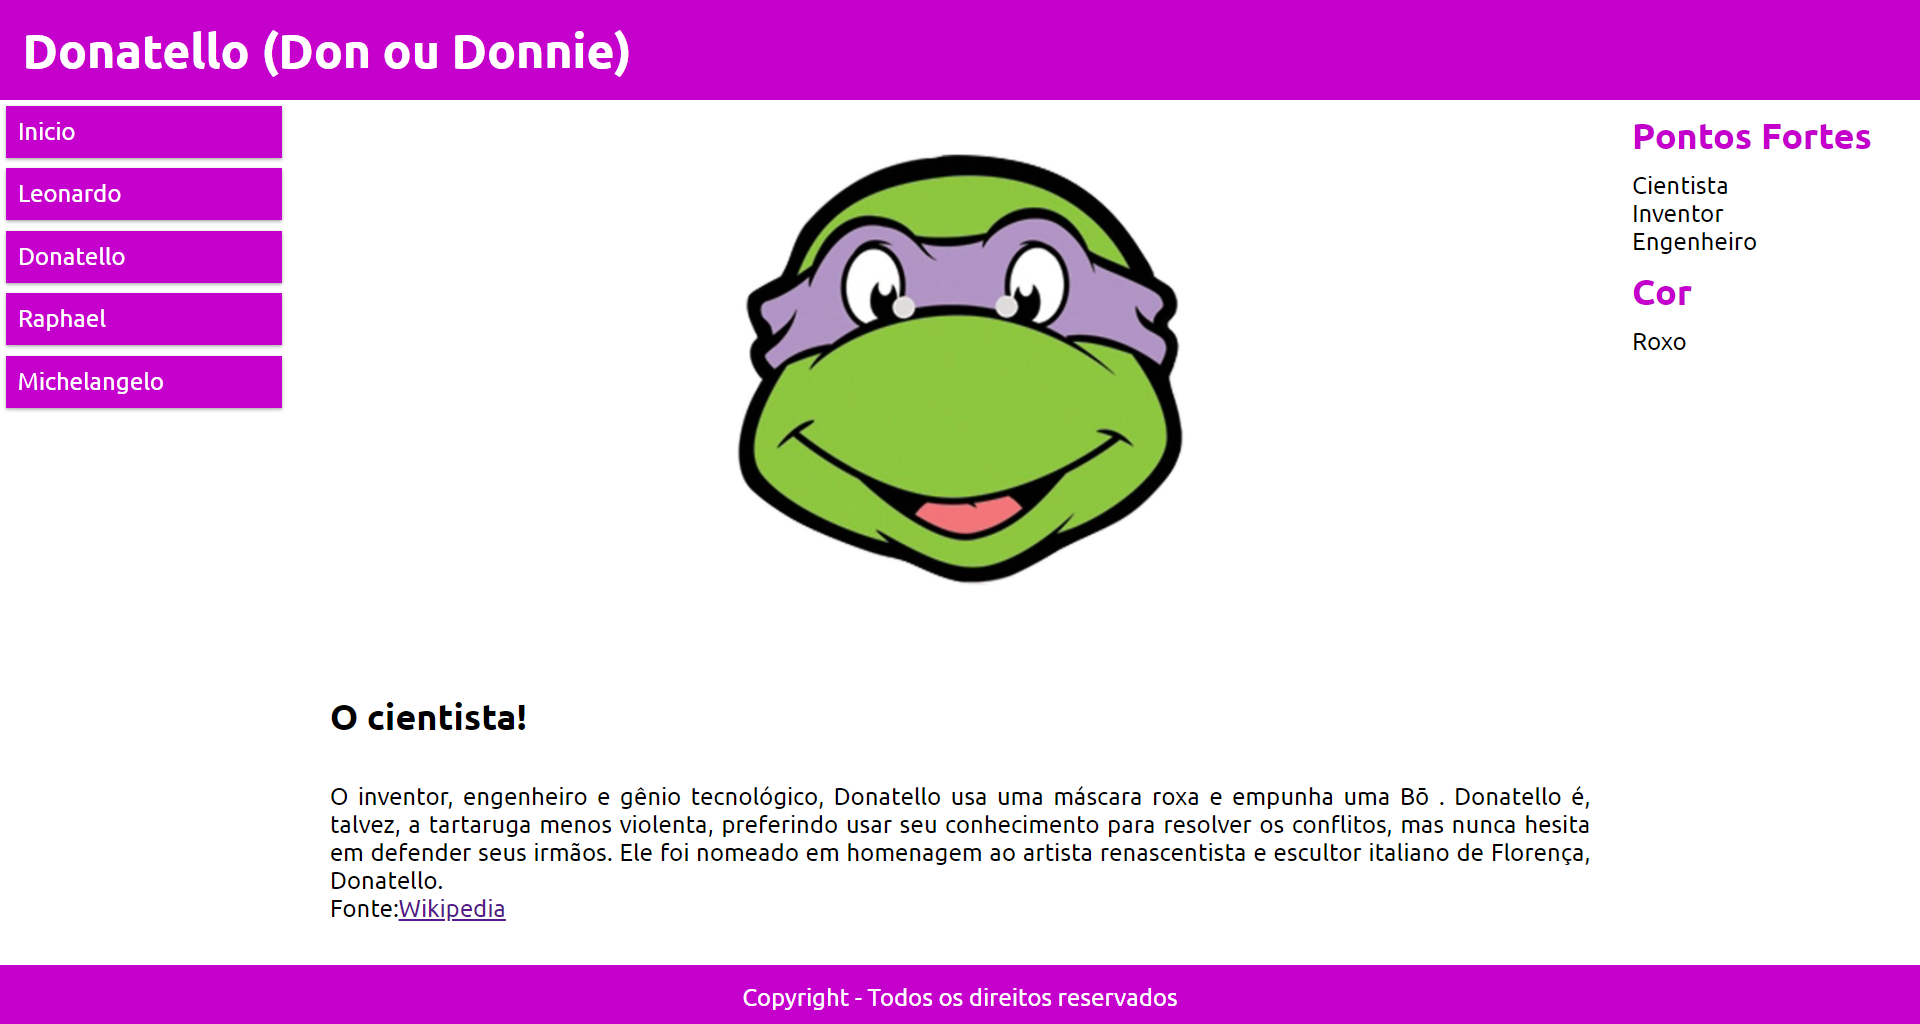 Donatello (Don ou Donnie)
Inicio
Leonardo
Donatello
Raphael
Michelangelo
O cientista!
O inventor, engenheiro e gênio tecnológico, Donatello usa uma máscara roxa e empunha uma Bō . Donatello é,
talvez, a tartaruga menos violenta, preferindo usar seu conhecimento para resolver os conflitos, mas nunca hesita
em defender seus irmãos. Ele foi nomeado em homenagem ao artista renascentista e escultor italiano de Florença,
Donatello.
Fonte:Wikipedia
Pontos Fortes
Cientista
Inventor
Engenheiro
Cor
Roxo
Copyright - Todos os direitos reservados